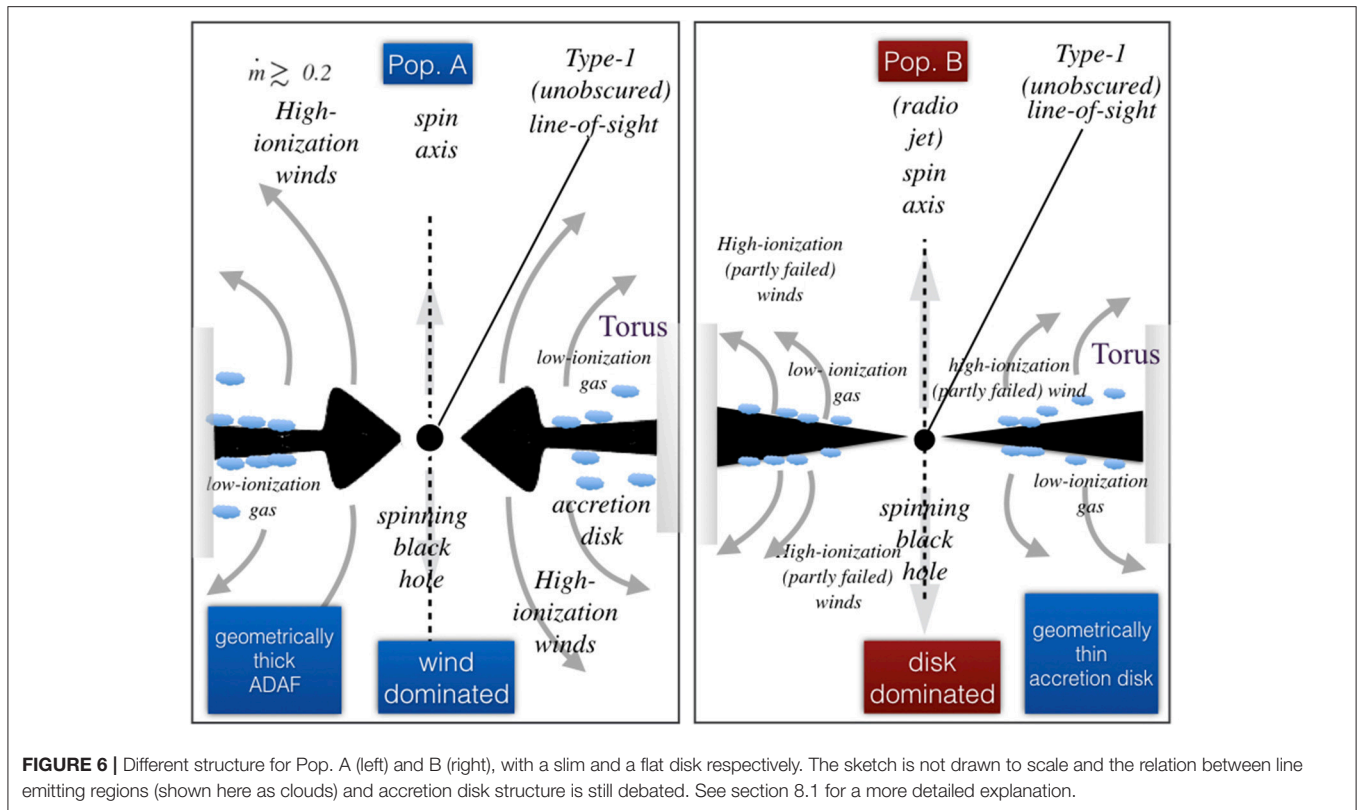 ṁ ≳ 0.2
High-
ionization
winds
Pop. A
spin
axis
Type-1
(unobscured)
line-of-sight
Torus
low-ionization
gas
low-ionization
gas
spinning
black
hole
accretion
disk
High-
ionization
winds
geometrically
thick
ADAF
wind
dominated
Pop. B
(radio
jet)
spin
axis
Type-1
(unobscured)
line-of-sight
High-ionization
(partly failed)
winds
low- ionization
gas
high-ionization
(partly failed) wind
Torus
low-ionization
gas
spinning
black
hole
High-ionization
(partly failed)
winds
disk
dominated
geometrically
thin
accretion disk
FIGURE 6 | Different structure for Pop. A (left) and B (right), with a slim and a flat disk respectively. The sketch is not drawn to scale and the relation between line
emitting regions (shown here as clouds) and accretion disk structure is still debated. See section 8.1 for a more detailed explanation.